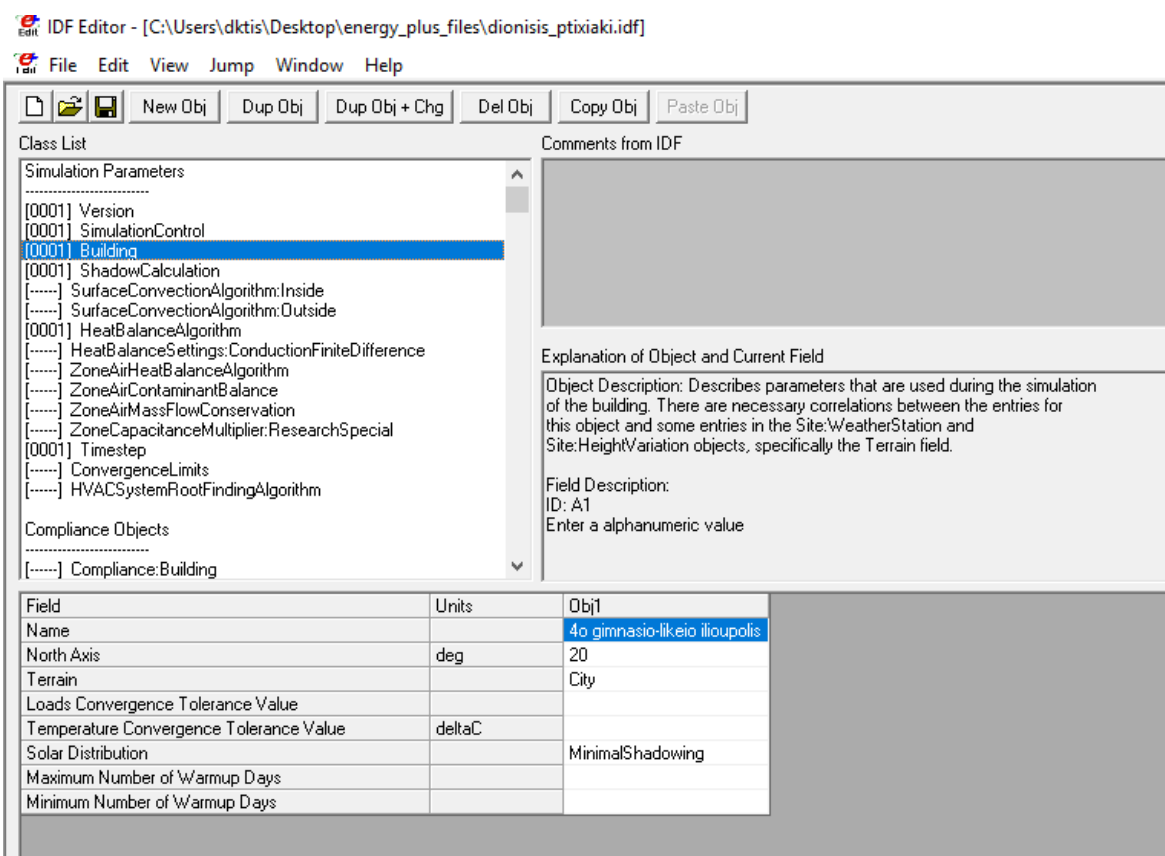 IDF Editor - [C:\Users\dktis\Desktop\energy_plus_files\dionisis_ptixiaki.idf]
File Edit View Jump Window Help
New Obj Dup Obj Dup Obj + Chg Del Obj Copy Obj Paste Obj
Class List
Simulation Parameters
---------------------------
[0001] Version
[0001] SimulationControl
[0001] Building
[0001] ShadowCalculation
[------] SurfaceConvectionAlgorithm:Inside
[------] SurfaceConvectionAlgorithm:Outside
[0001] HeatBalanceAlgorithm
[------] HeatBalanceSettings:ConductionFiniteDifference
[------] ZoneAirHeatBalanceAlgorithm
[------] ZoneAirContaminantBalance
[------] ZoneAirMassFlowConservation
[------] ZoneCapacitanceMultiplier:ResearchSpecial
[0001] Timestep
[------] ConvergenceLimits
[------] HVACSystemRootFindingAlgorithm
Compliance Objects
---------------------------
[------] Compliance:Building
Comments from IDF
Explanation of Object and Current Field
Object Description: Describes parameters that are used during the simulation
of the building. There are necessary correlations between the entries for
this object and some entries in the Site:WeatherStation and
Site:HeightVariation objects, specifically the Terrain field.
Field Description:
ID: A1
Enter a alphanumeric value
Field Units Obj1
Name 4o gimnasio-likeio ilioupolis
North Axis deg 20
Terrain City
Loads Convergence Tolerance Value
Temperature Convergence Tolerance Value deltaC
Solar Distribution MinimalShadowing
Maximum Number of Warmup Days
Minimum Number of Warmup Days